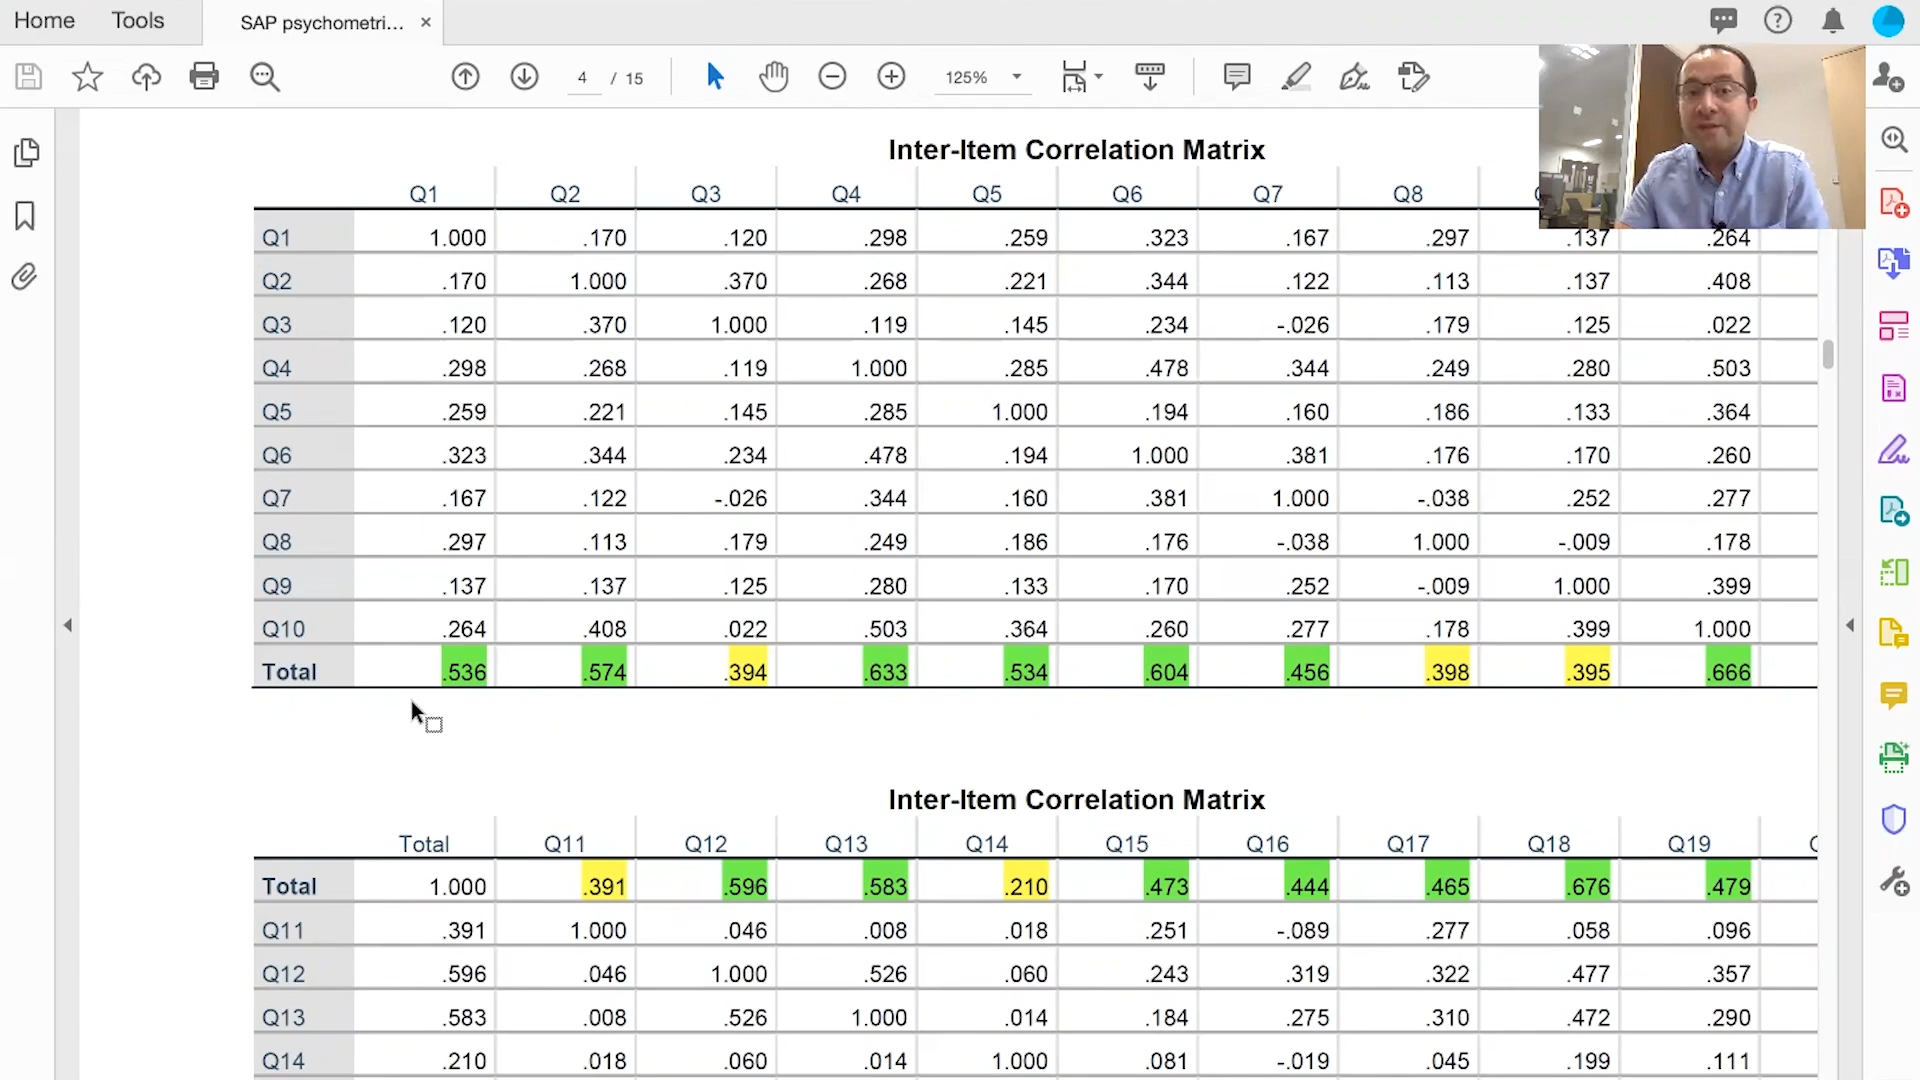 Home Tools SAP psychometri... ×
4 / 15 125%
Inter-Item Correlation Matrix
Q1 Q2 Q3 Q4 Q5 Q6 Q7 Q8
Q1 1.000 .170 .120 .298 .259 .323 .167 .297 .137 .264
Q2 .170 1.000 .370 .268 .221 .344 .122 .113 .137 .408
Q3 .120 .370 1.000 .119 .145 .234 -.026 .179 .125 .022
Q4 .298 .268 .119 1.000 .285 .478 .344 .249 .280 .503
Q5 .259 .221 .145 .285 1.000 .194 .160 .186 .133 .364
Q6 .323 .344 .234 .478 .194 1.000 .381 .176 .170 .260
Q7 .167 .122 -.026 .344 .160 .381 1.000 -.038 .252 .277
Q8 .297 .113 .179 .249 .186 .176 -.038 1.000 -.009 .178
Q9 .137 .137 .125 .280 .133 .170 .252 -.009 1.000 .399
Q10 .264 .408 .022 .503 .364 .260 .277 .178 .399 1.000
Total .536 .574 .394 .633 .534 .604 .456 .398 .395 .666
Inter-Item Correlation Matrix
Total Q11 Q12 Q13 Q14 Q15 Q16 Q17 Q18 Q19
Total 1.000 .391 .596 .583 .210 .473 .444 .465 .676 .479
Q11 .391 1.000 .046 .008 .018 .251 -.089 .277 .058 .096
Q12 .596 .046 1.000 .526 .060 .243 .319 .322 .477 .357
Q13 .583 .008 .526 1.000 .014 .184 .275 .310 .472 .290
Q14 .210 .018 .060 .014 1.000 .081 -.019 .045 .199 .111